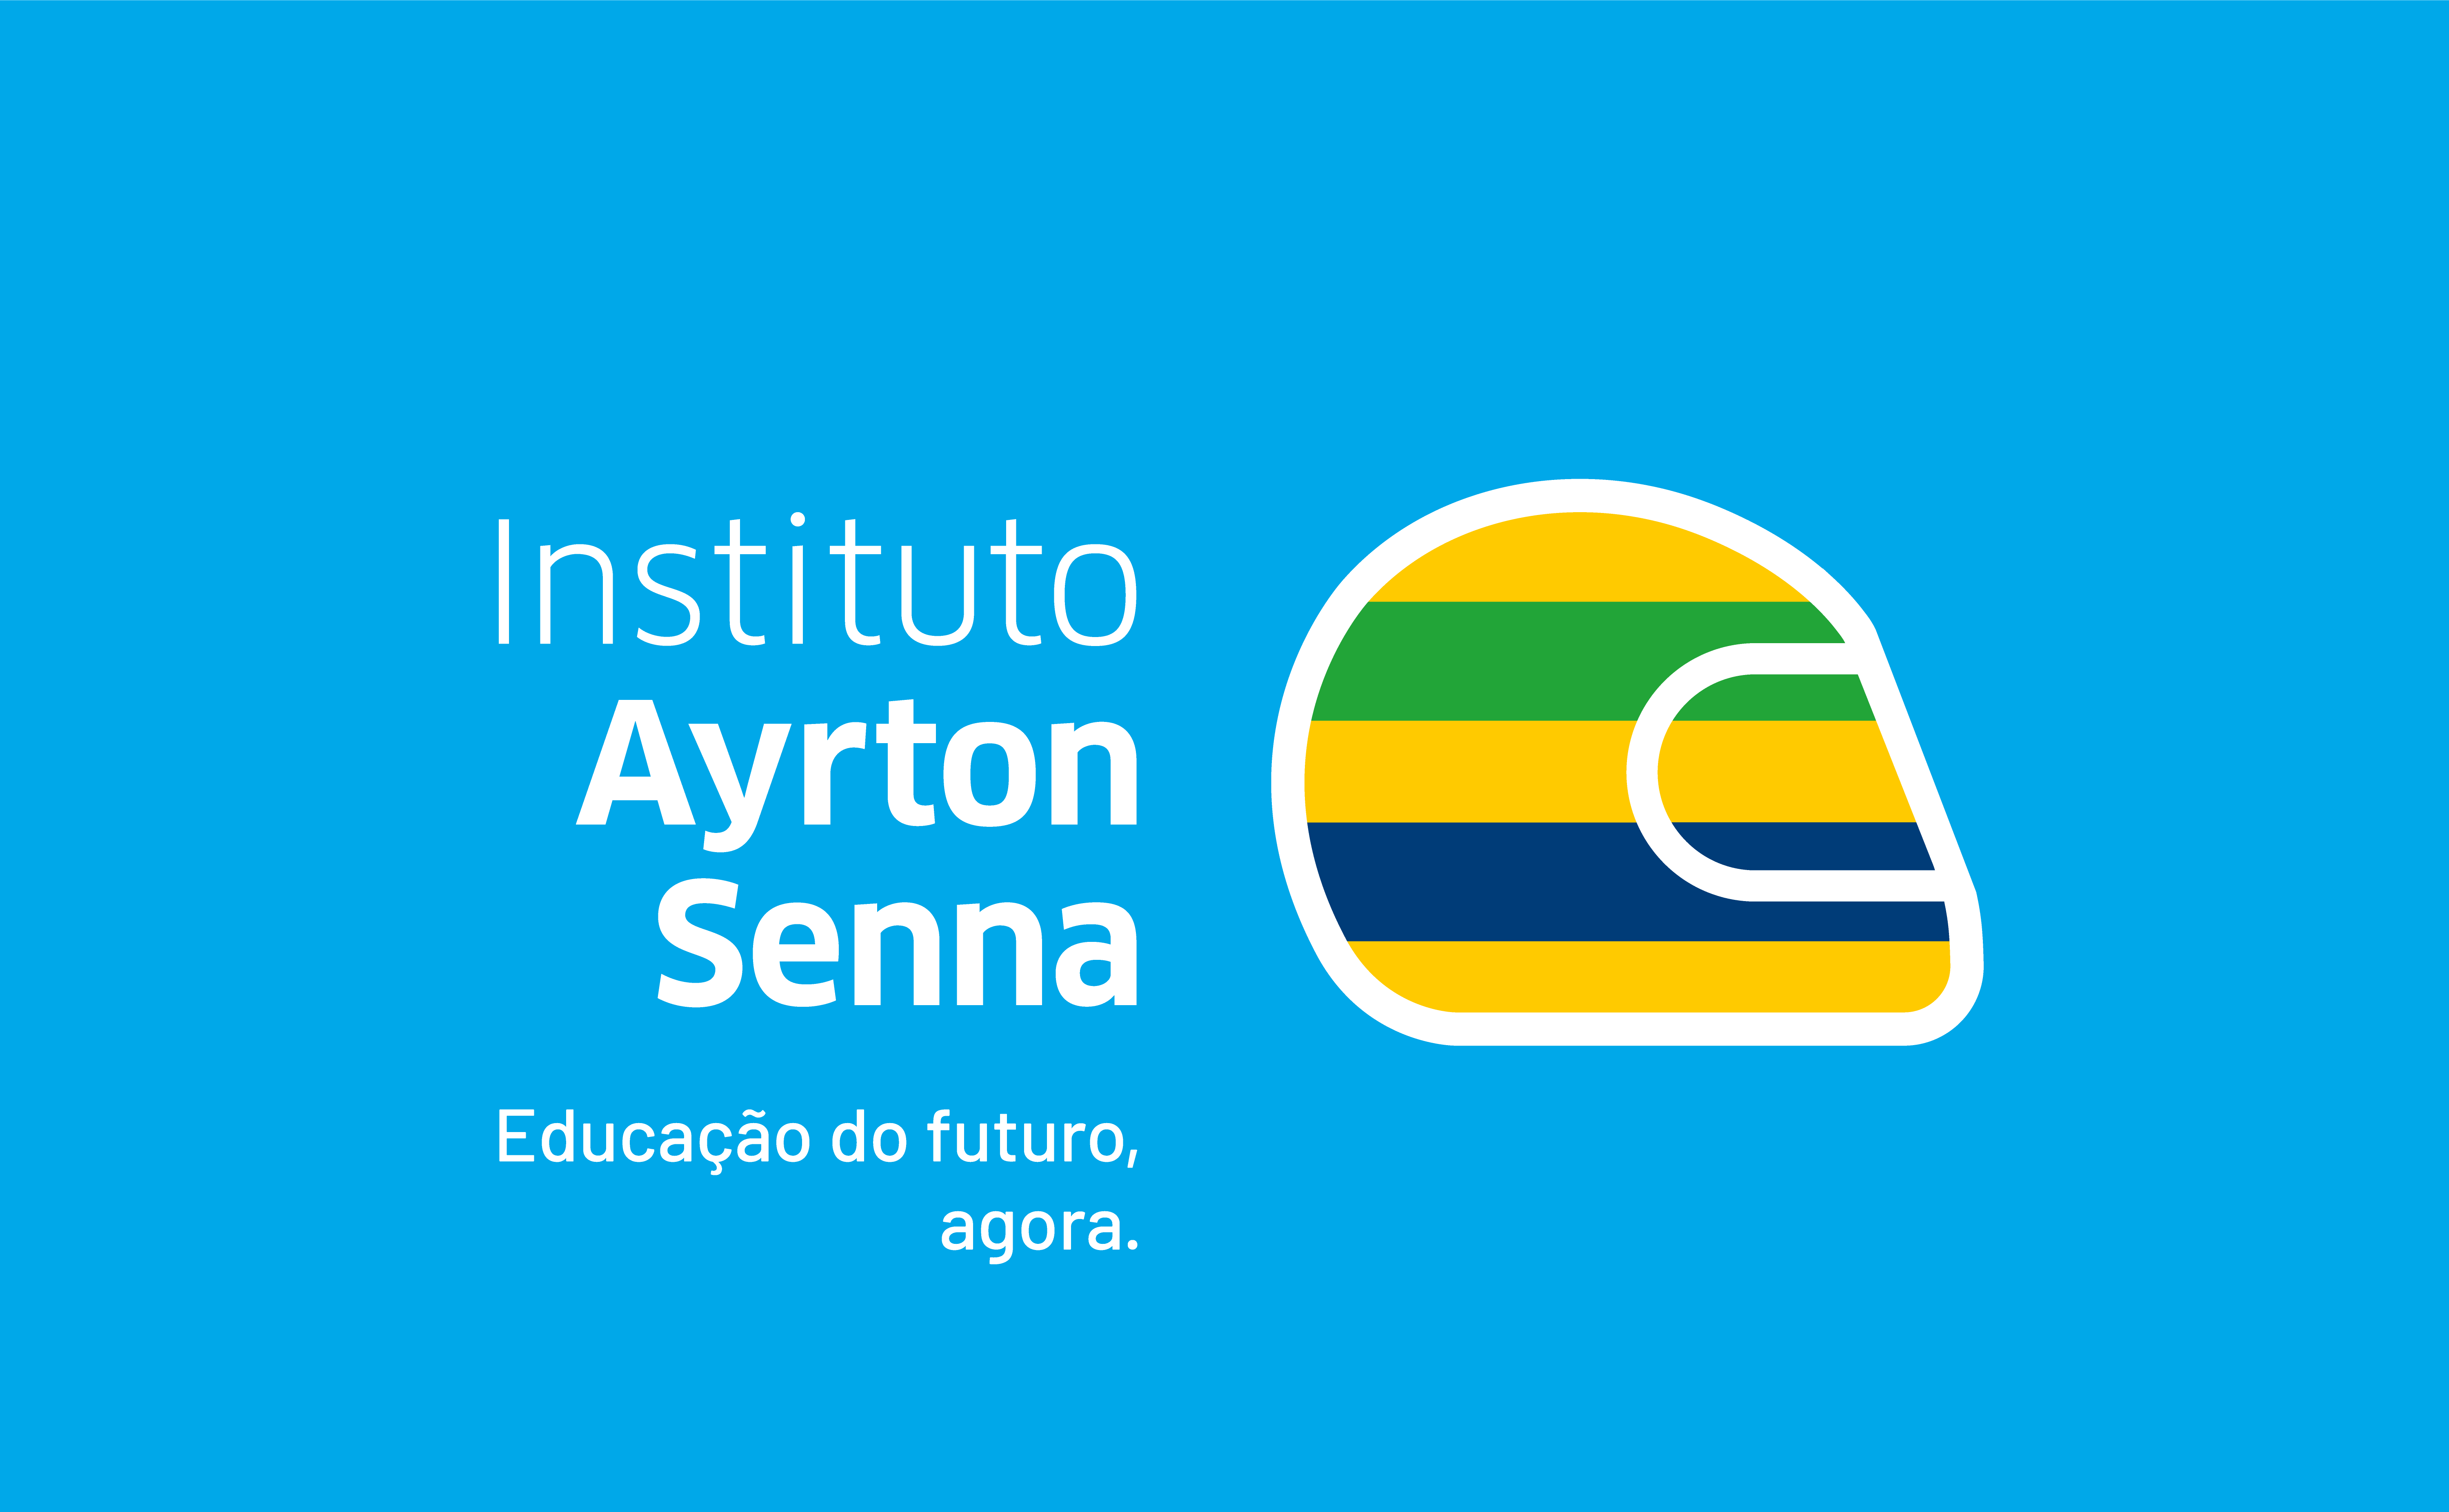 Instituto
Ayrton
Senna
Educação do futuro,
agora.